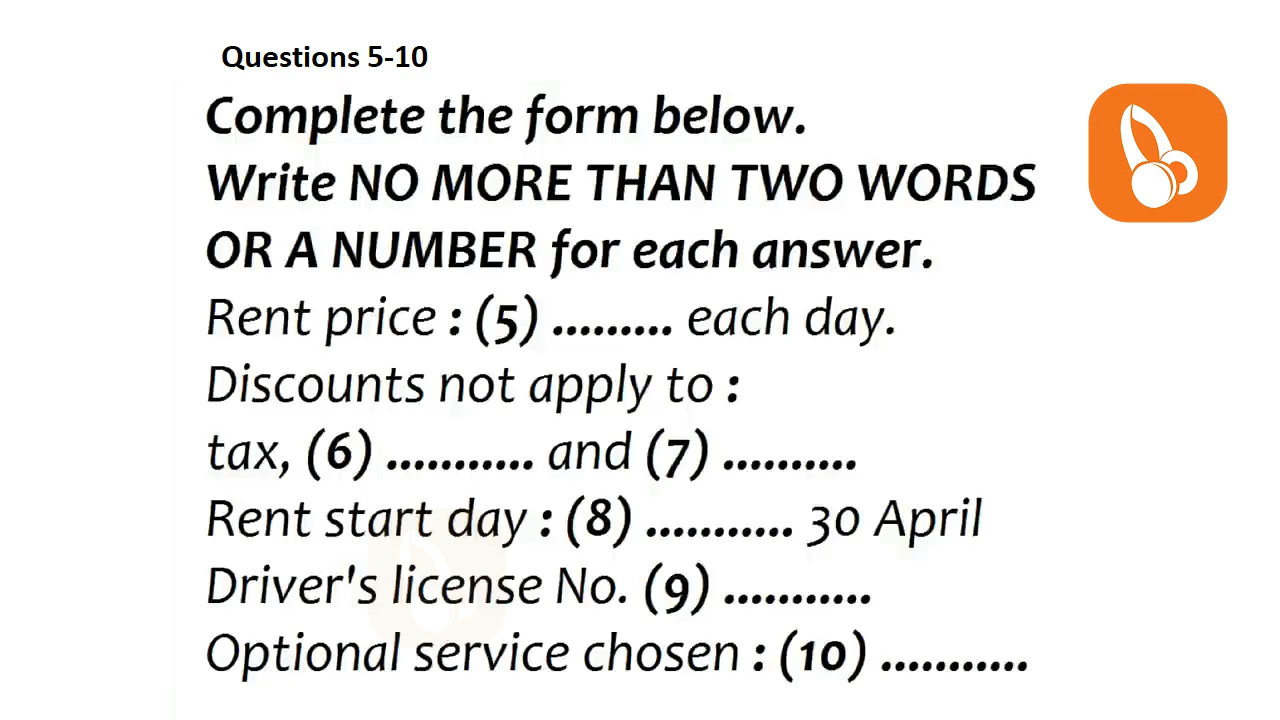 Questions 5-10
Complete the form below.
Write NO MORE THAN TWO WORDS
OR A NUMBER for each answer.
Rent price : (5) ......... each day.
Discounts not apply to :
tax, (6) ........... and (7) ..........
Rent start day : (8) ........... 30 April
Driver's license No. (9) ...........
Optional service chosen : (10) ...........